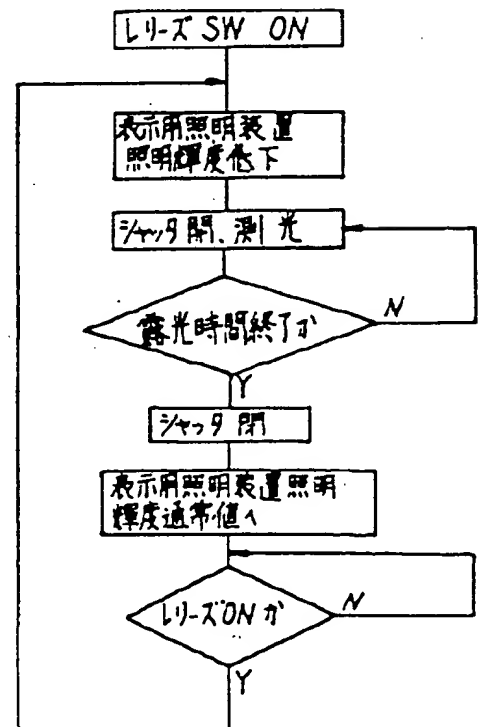 レリーズ SW ON
表示用照明装置
照明輝度低下
シャッタ開、測光
露光時間終了か
N
Y
シャッタ閉
表示用照明装置照明
輝度通常値へ
レリーズONか
N
Y